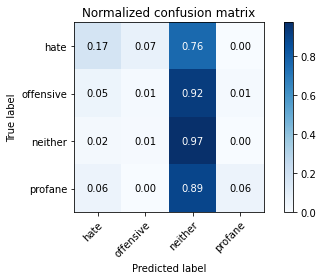 Normalized confusion matrix
True label
hate 0.17 0.07 0.76 0.00
offensive 0.05 0.01 0.92 0.01
neither 0.02 0.01 0.97 0.00
profane 0.06 0.00 0.89 0.06
hate offensive neither profane
Predicted label
0.8
0.6
0.4
0.2
0.0